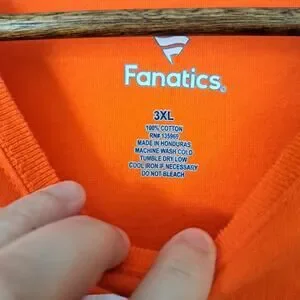 Fanatics®
3XL
100% COTTON
RN# 135969
MADE IN HONDURAS
MACHINE WASH COLD
TUMBLE DRY LOW
COOL IRON IF NECESSARY
DO NOT BLEACH